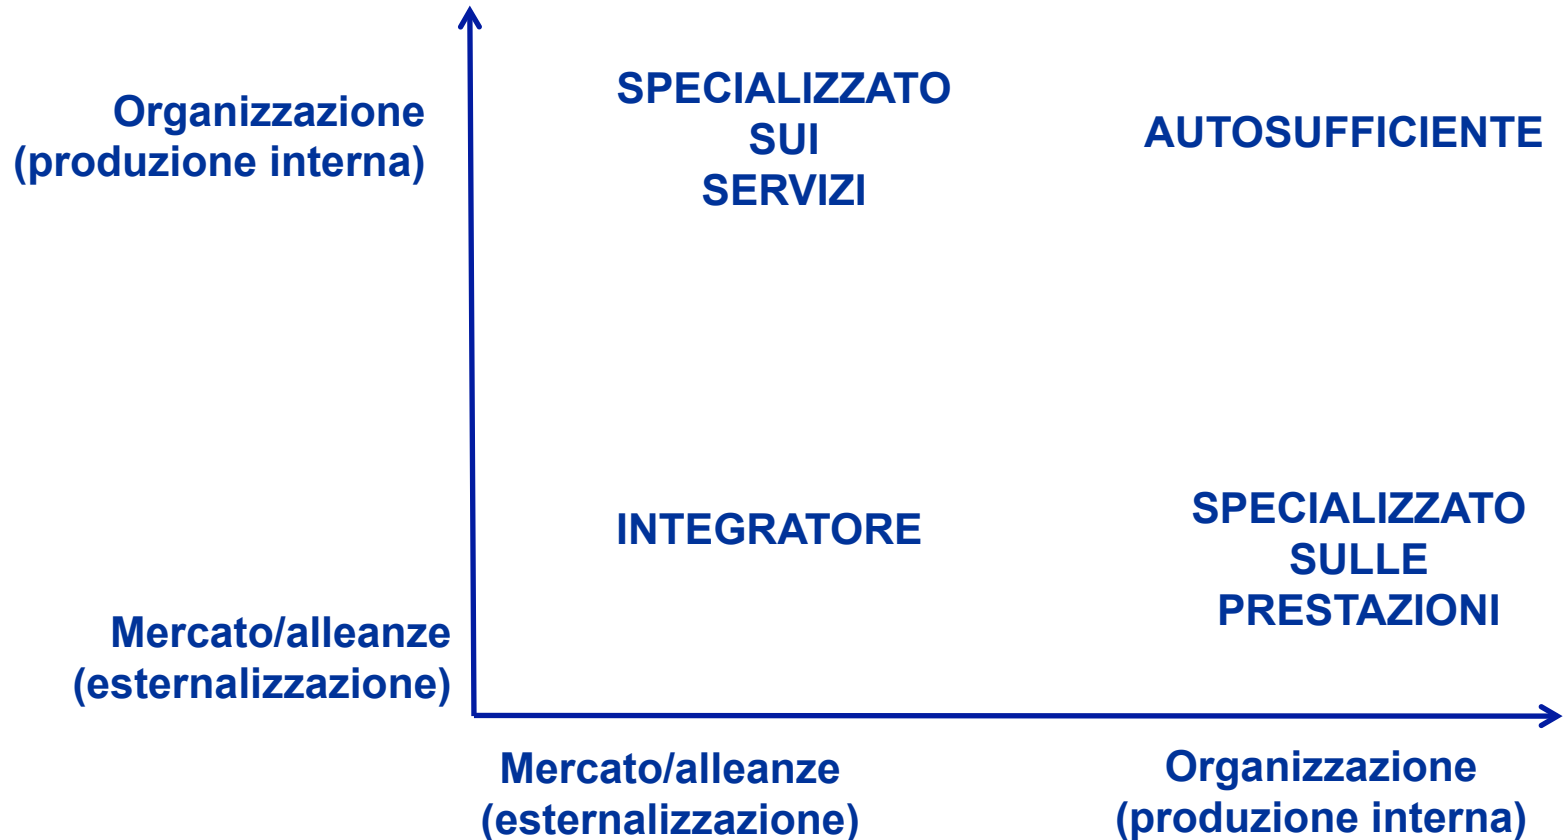 Organizzazione
(produzione interna)
SPECIALIZZATO
SUI
SERVIZI
AUTOSUFFICIENTE
INTEGRATORE
SPECIALIZZATO
SULLE
PRESTAZIONI
Mercato/alleanze
(esternalizzazione)
Mercato/alleanze
(esternalizzazione)
Organizzazione
(produzione interna)